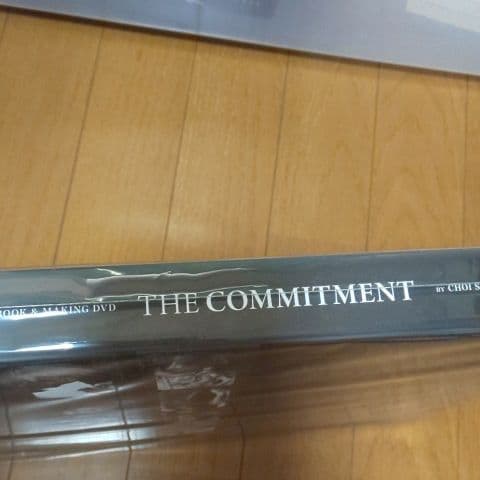 BOOK & MAKING DVD THE COMMITMENT BY CHOI